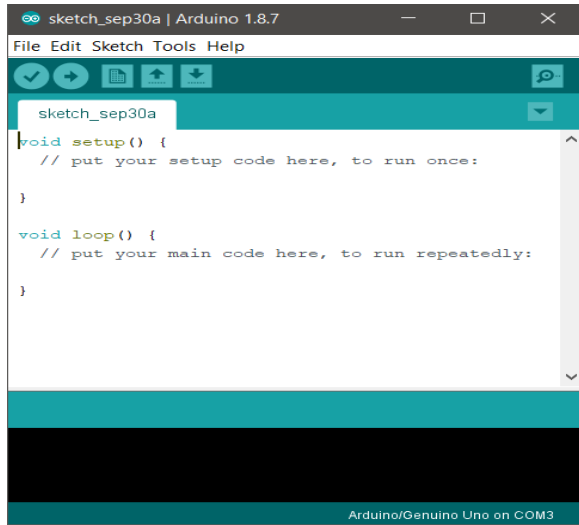 sketch_sep30a | Arduino 1.8.7
File Edit Sketch Tools Help
sketch_sep30a
void setup() {
  // put your setup code here, to run once:
}
void loop() {
  // put your main code here, to run repeatedly:
}
Arduino/Genuino Uno on COM3